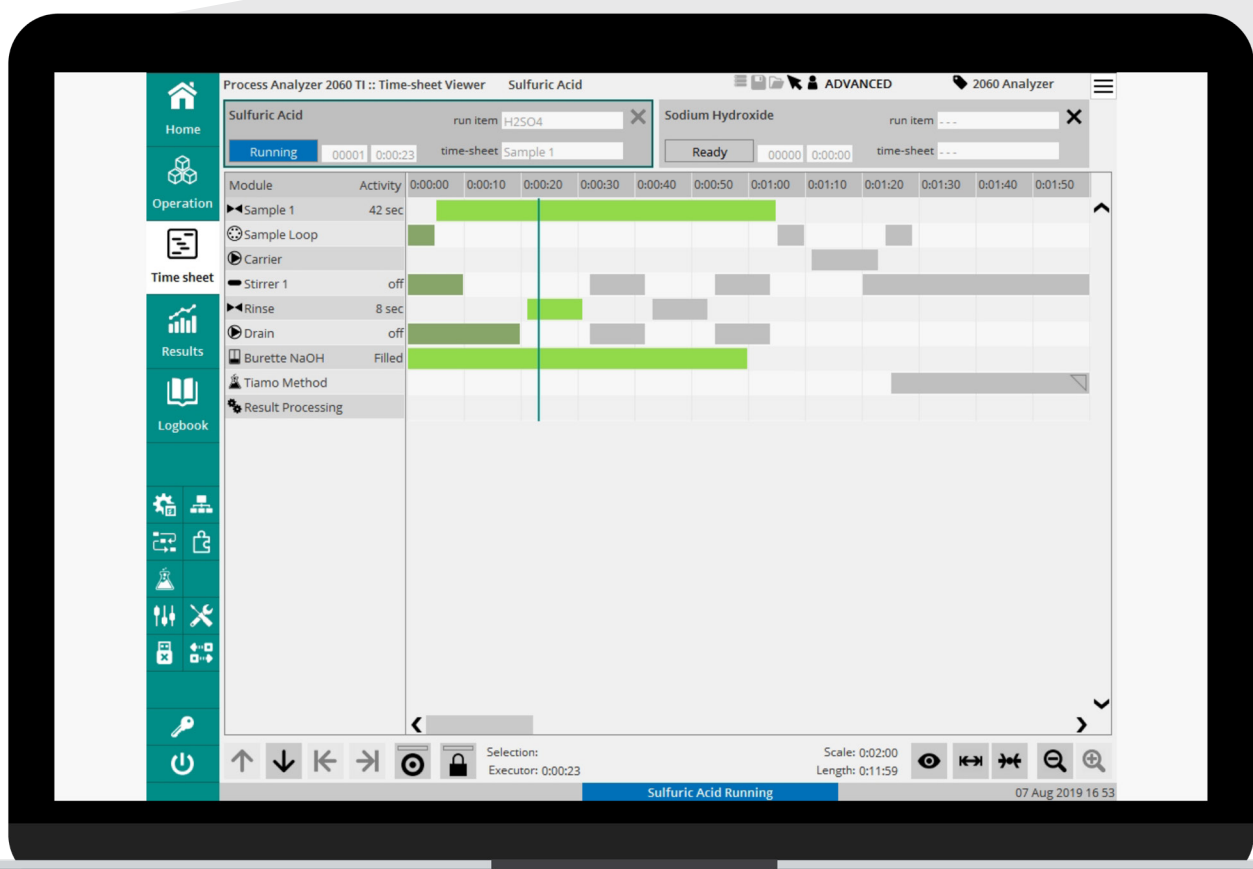 Process Analyzer 2060 TI :: Time-sheet Viewer Sulfuric Acid ADVANCED 2060 Analyzer
Home
Operation
Time sheet
Results
Logbook
Sulfuric Acid
run item H2SO4
Running 00001 0:00:23 time-sheet Sample 1
Sodium Hydroxide
run item ---
Ready 00000 0:00:00 time-sheet ---
Module Activity 0:00:00 0:00:10 0:00:20 0:00:30 0:00:40 0:00:50 0:01:00 0:01:10 0:01:20 0:01:30 0:01:40 0:01:50
Sample 1 42 sec
Sample Loop
Carrier
Stirrer 1 off
Rinse 8 sec
Drain off
Burette NaOH Filled
Tiamo Method
Result Processing
Selection:
Executor: 0:00:23
Scale: 0:02:00
Length: 0:11:59
Sulfuric Acid Running
07 Aug 2019 16 53